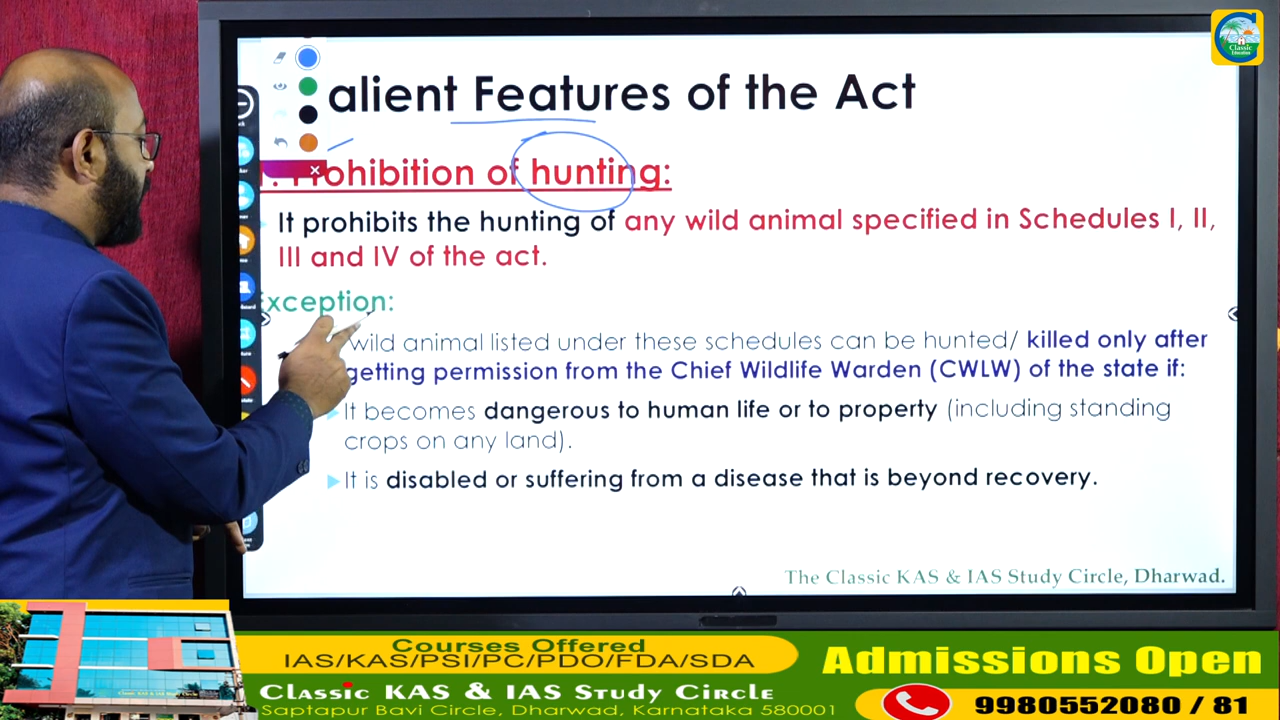 Classic
Education
alient Features of the Act
1. Prohibition of hunting:
It prohibits the hunting of any wild animal specified in Schedules I, II,
III and IV of the act.
xception:
wild animal listed under these schedules can be hunted/ killed only after
getting permission from the Chief Wildlife Warden (CWLW) of the state if:
It becomes dangerous to human life or to property (including standing
crops on any land).
It is disabled or suffering from a disease that is beyond recovery.
The Classic KAS & IAS Study Circle, Dharwad.
Courses Offered
IAS/KAS/PSI/PC/PDO/FDA/SDA
Classic KAS & IAS Study Circle
Saptapur Bavi Circle, Dharwad, Karnataka 580001
Admissions Open
9980552080 / 81